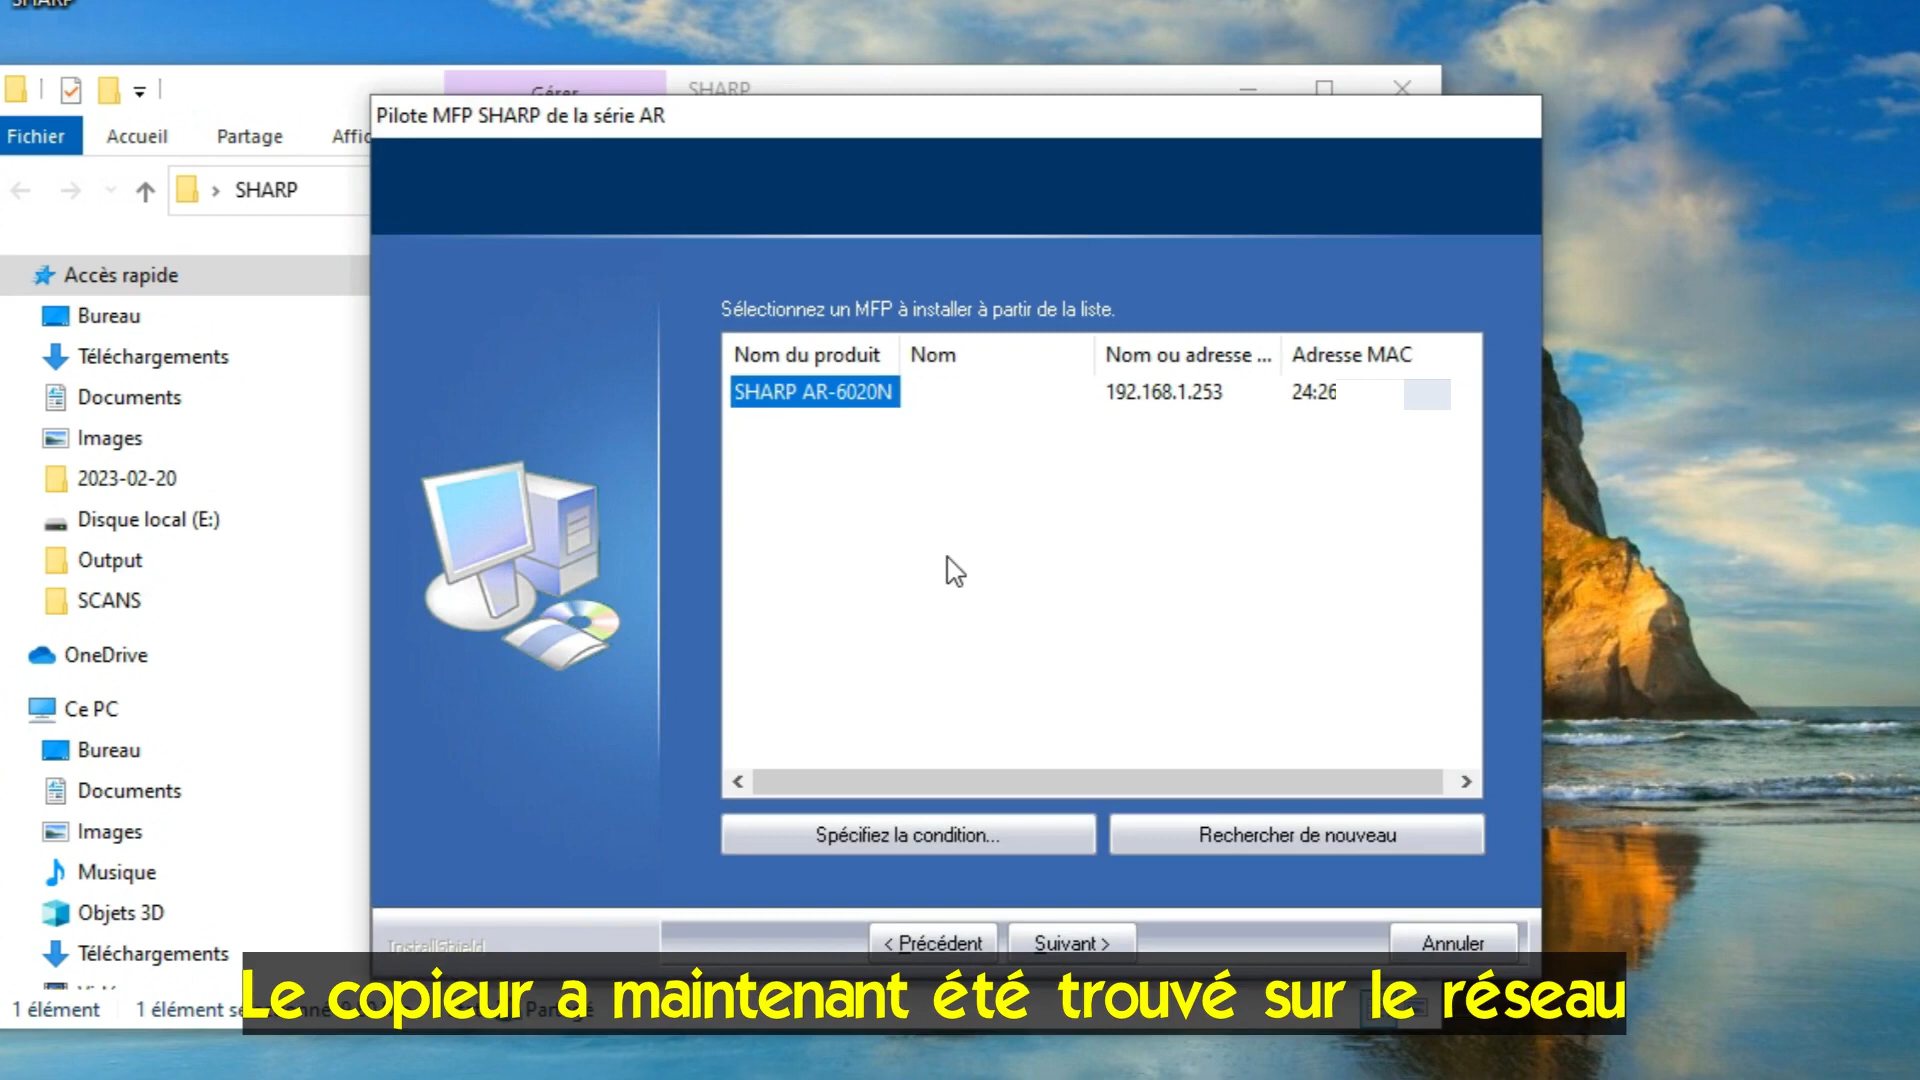 SHARP
Gérer
SHARP
Fichier
Accueil
Partage
SHARP
Accès rapide
Bureau
Téléchargements
Documents
Images
2023-02-20
Disque local (E:)
Output
SCANS
OneDrive
Ce PC
Bureau
Documents
Images
Musique
Objets 3D
Téléchargements
1 élément
1 élément
Pilote MFP SHARP de la série AR
Sélectionnez un MFP à installer à partir de la liste.
Nom du produit Nom Nom ou adresse ... Adresse MAC
SHARP AR-6020N 192.168.1.253 24:26
Spécifiez la condition... Rechercher de nouveau
InstallShield
< Précédent Suivant > Annuler
Le copieur a maintenant été trouvé sur le réseau